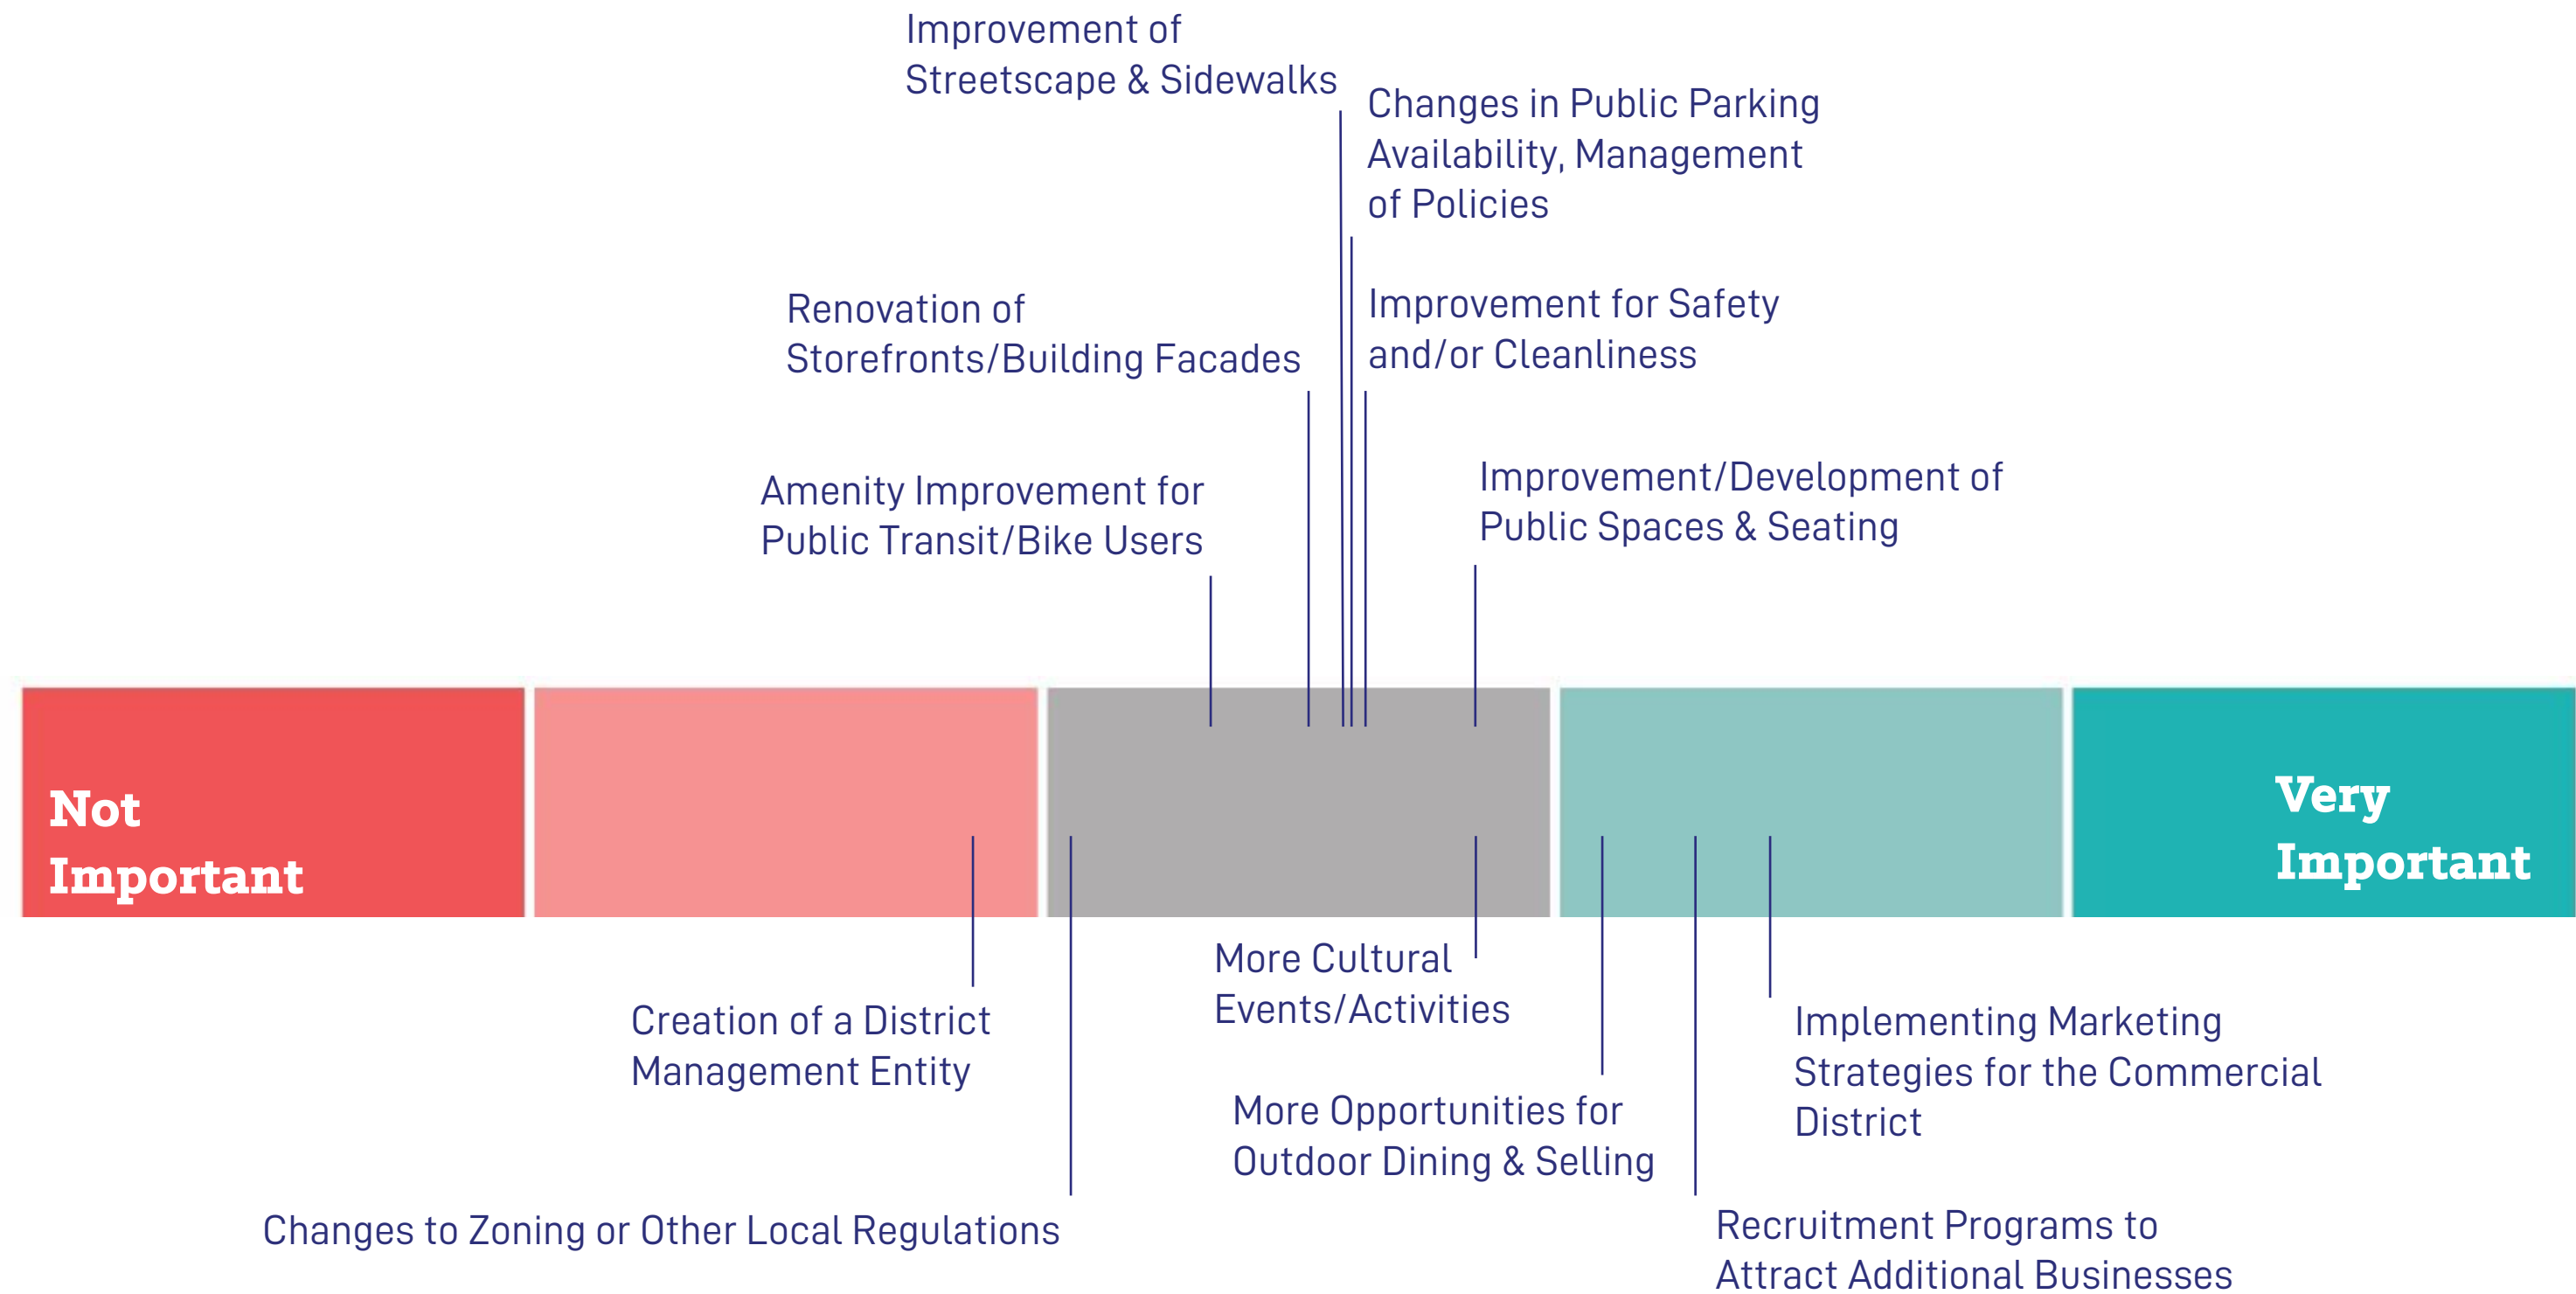 Improvement of
Streetscape & Sidewalks
Changes in Public Parking
Availability, Management
of Policies
Renovation of
Storefronts/Building Facades
Improvement for Safety
and/or Cleanliness
Amenity Improvement for
Public Transit/Bike Users
Improvement/Development of
Public Spaces & Seating
Not
Important
Very
Important
Creation of a District
Management Entity
More Cultural
Events/Activities
Implementing Marketing
Strategies for the Commercial
District
More Opportunities for
Outdoor Dining & Selling
Changes to Zoning or Other Local Regulations
Recruitment Programs to
Attract Additional Businesses